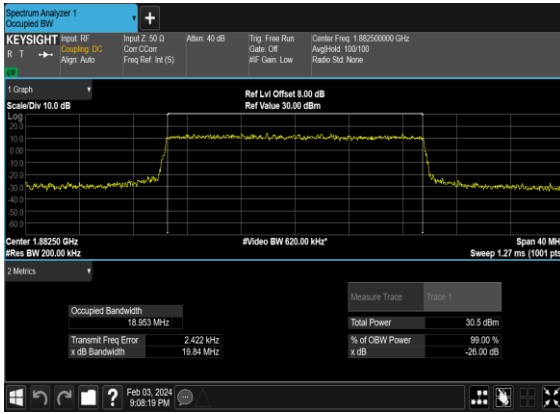 Spectrum Analyzer 1
Occupied BW
KEYSIGHT
R T
LW
Input: RF
Coupling: DC
Align: Auto
Input Z: 50 Ω
Corr CCorr
Freq Ref: Int (S)
Atten: 40 dB
Trig: Free Run
Gate: Off
#IF Gain: Low
Center Freq: 1.882500000 GHz
Avg|Hold: 100/100
Radio Std: None
1 Graph
Scale/Div 10.0 dB
Ref Lvl Offset 8.00 dB
Ref Value 30.00 dBm
Log
20.0
10.0
0.00
-10.0
-20.0
-30.0
-40.0
-50.0
-60.0
Center 1.88250 GHz
#Res BW 200.00 kHz
#Video BW 620.00 kHz*
Span 40 MH
Sweep 1.27 ms (1001 pts
2 Metrics
Measure Trace Trace 1
Occupied Bandwidth
18.953 MHz
Total Power 30.5 dBm
Transmit Freq Error 2.422 kHz
% of OBW Power 99.00 %
x dB Bandwidth 19.84 MHz
x dB -26.00 dB
Feb 03, 2024
9:08:19 PM